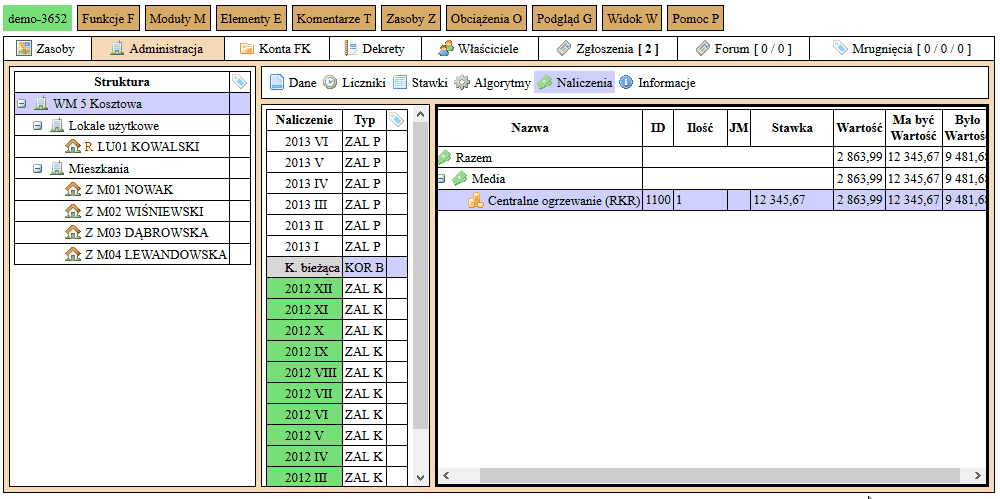 demo-3652 Funkcje F Moduły M Elementy E Komentarze T Zasoby Z Obciążenia O Podgląd G Widok W Pomoc P
Zasoby Administracja Konta FK Dekrety Właściciele Zgłoszenia [ 2 ] Forum [ 0 / 0 ] Mrugnięcia [ 0 / 0 / 0 ]
Struktura
WM 5 Kosztowa
Lokale użytkowe
R LU01 KOWALSKI
Mieszkania
Z M01 NOWAK
Z M02 WIŚNIEWSKI
Z M03 DĄBROWSKA
Z M04 LEWANDOWSKA
Dane Liczniki Stawki Algorytmy Naliczenia Informacje
Naliczenie Typ
2013 VI ZAL P
2013 V ZAL P
2013 IV ZAL P
2013 III ZAL P
2013 II ZAL P
2013 I ZAL P
K. bieżąca KOR B
2012 XII ZAL K
2012 XI ZAL K
2012 X ZAL K
2012 IX ZAL K
2012 VIII ZAL K
2012 VII ZAL K
2012 VI ZAL K
2012 V ZAL K
2012 IV ZAL K
2012 III ZAL K
Nazwa ID Ilość JM Stawka Wartość Ma być Wartość Było Wartoś
Razem 2 863,99 12 345,67 9 481,6
Media 2 863,99 12 345,67 9 481,6
Centralne ogrzewanie (RKR) 1100 1 12 345,67 2 863,99 12 345,67 9 481,6